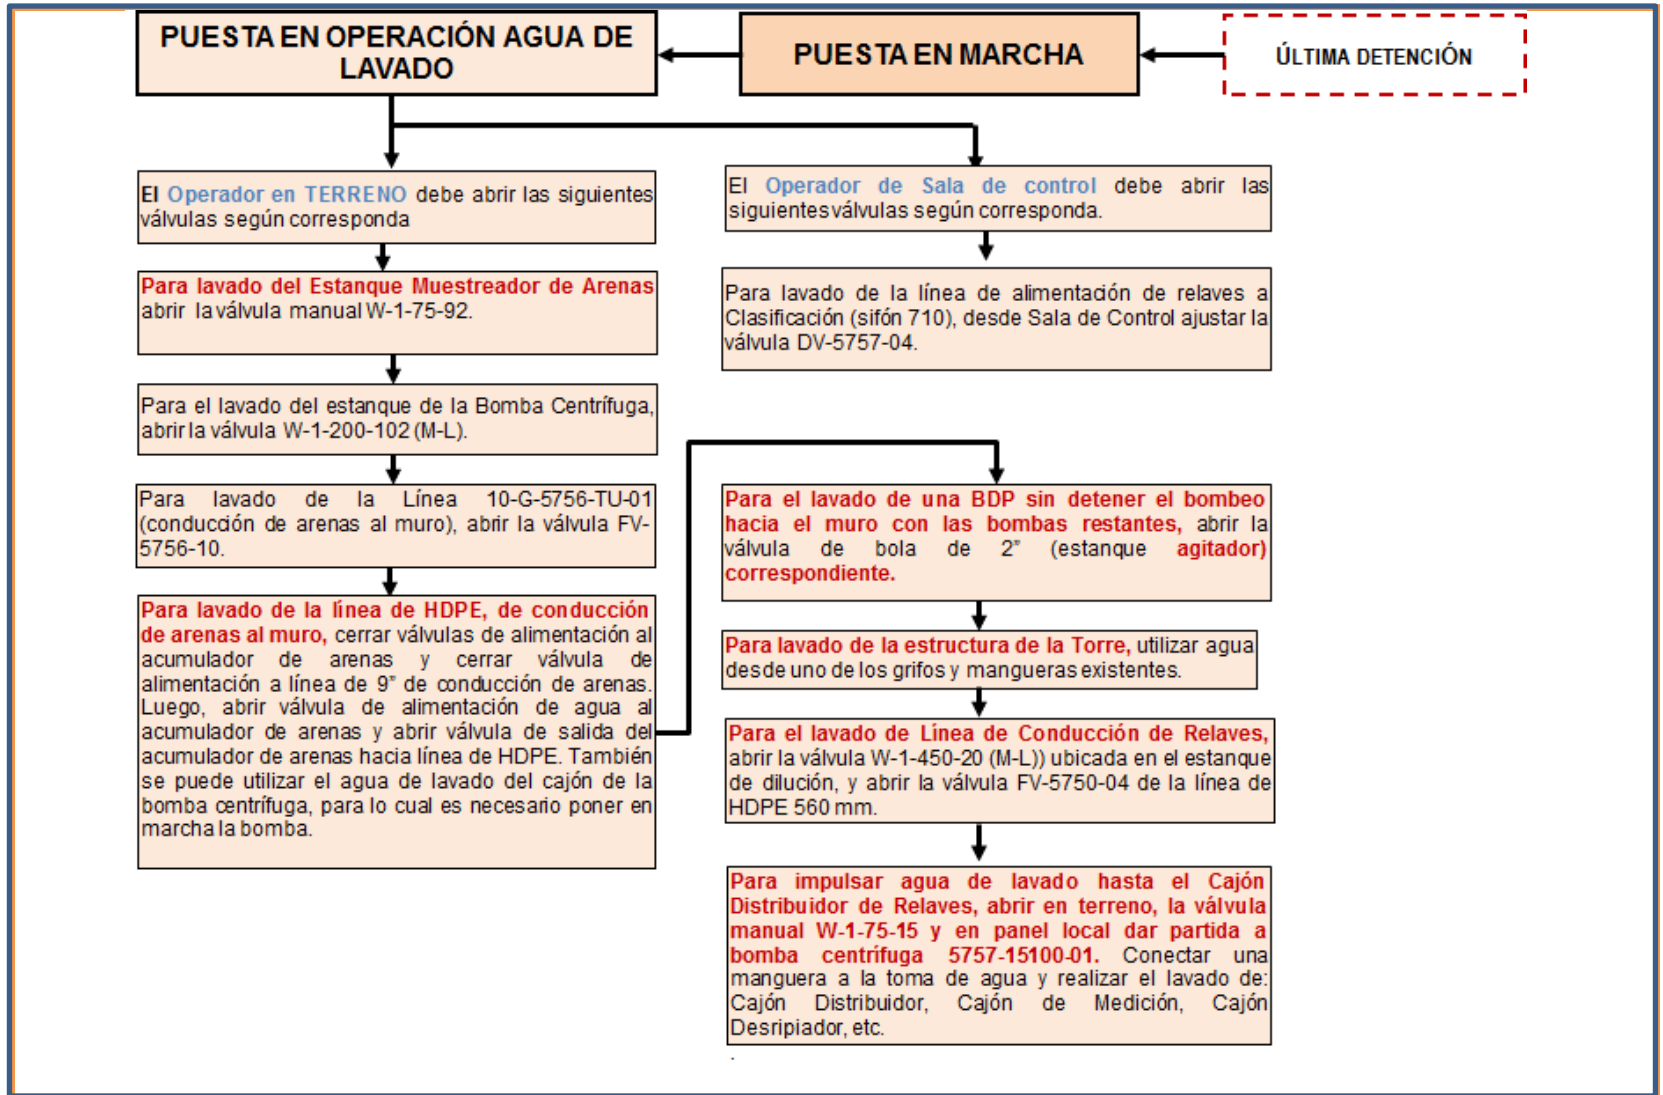 PUESTA EN OPERACIÓN AGUA DE
LAVADO
PUESTA EN MARCHA
ÚLTIMA DETENCIÓN
El Operador en TERRENO debe abrir las siguientes
válvulas según corresponda
Para lavado del Estanque Muestreador de Arenas
abrir la válvula manual W-1-75-92.
Para el lavado del estanque de la Bomba Centrífuga,
abrir la válvula W-1-200-102 (M-L).
Para lavado de la Línea 10-G-5756-TU-01
(conducción de arenas al muro), abrir la válvula FV-
5756-10.
Para lavado de la línea de HDPE, de conducción
de arenas al muro, cerrar válvulas de alimentación al
acumulador de arenas y cerrar válvula de
alimentación a línea de 9” de conducción de arenas.
Luego, abrir válvula de alimentación de agua al
acumulador de arenas y abrir válvula de salida del
acumulador de arenas hacia línea de HDPE. También
se puede utilizar el agua de lavado del cajón de la
bomba centrífuga, para lo cual es necesario poner en
marcha la bomba.
El Operador de Sala de control debe abrir las
siguientes válvulas según corresponda.
Para lavado de la línea de alimentación de relaves a
Clasificación (sifón 710), desde Sala de Control ajustar la
válvula DV-5757-04.
Para el lavado de una BDP sin detener el bombeo
hacia el muro con las bombas restantes, abrir la
válvula de bola de 2” (estanque agitador)
correspondiente.
Para lavado de la estructura de la Torre, utilizar agua
desde uno de los grifos y mangueras existentes.
Para el lavado de Línea de Conducción de Relaves,
abrir la válvula W-1-450-20 (M-L)) ubicada en el estanque
de dilución, y abrir la válvula FV-5750-04 de la línea de
HDPE 560 mm.
Para impulsar agua de lavado hasta el Cajón
Distribuidor de Relaves, abrir en terreno, la válvula
manual W-1-75-15 y en panel local dar partida a
bomba centrífuga 5757-15100-01. Conectar una
manguera a la toma de agua y realizar el lavado de:
Cajón Distribuidor, Cajón de Medición, Cajón
Desripiador, etc.
.